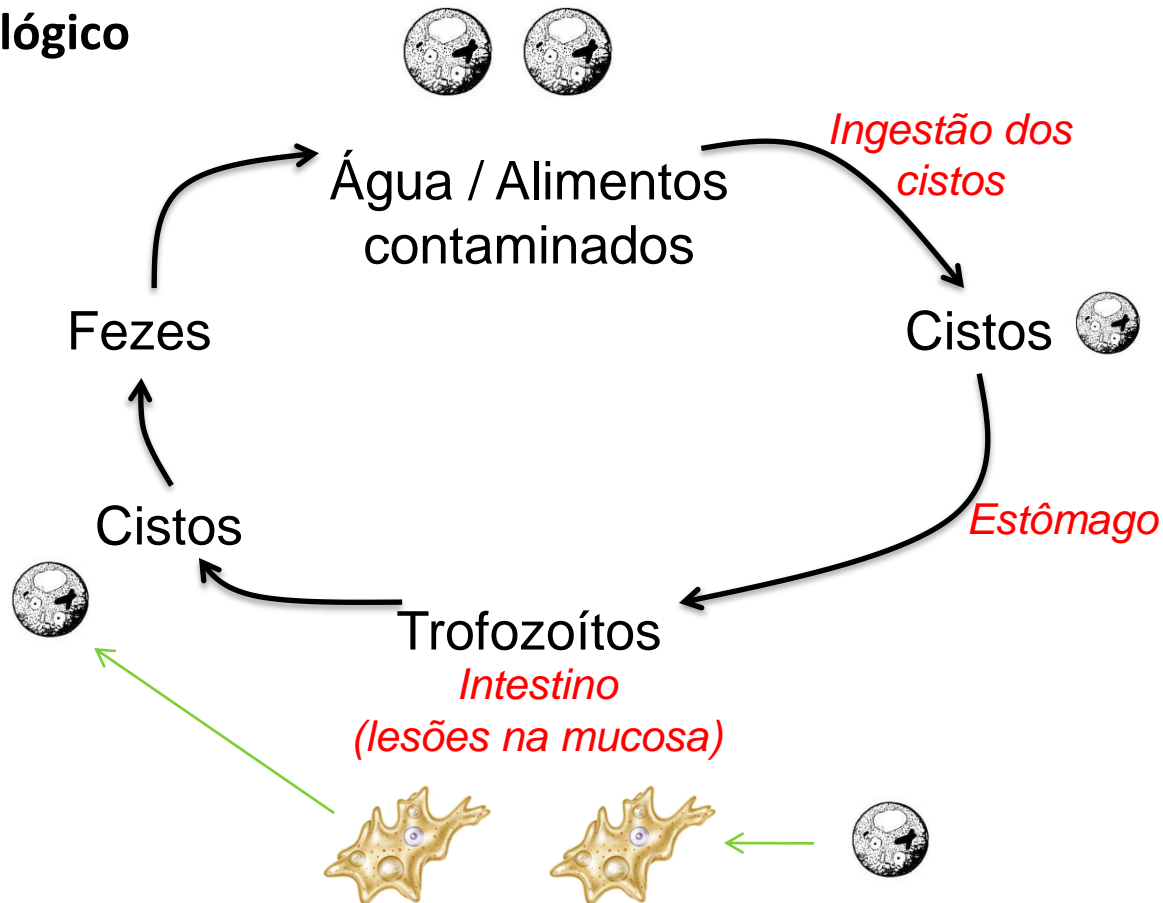 lógico
Ingestão dos
cistos
Água / Alimentos
contaminados
Fezes
Cistos
Estômago
Cistos
Trofozoítos
Intestino
(lesões na mucosa)